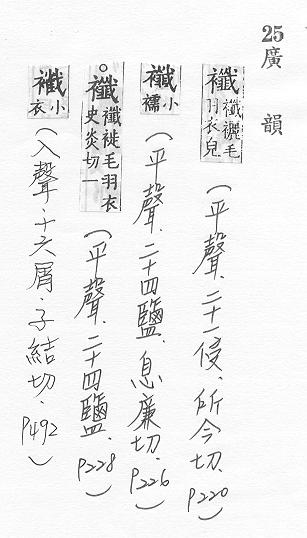 25 廣韻
襳 襳襹毛羽衣皃（平聲.二十一侵.所今切.P220）
襳 小襦（平聲.二十四鹽.息廉切.P226）
○襳 襳褷毛羽衣史炎切一（平聲.二十四鹽.P228）
襳 小衣（入聲.十六屑.子結切.P492）